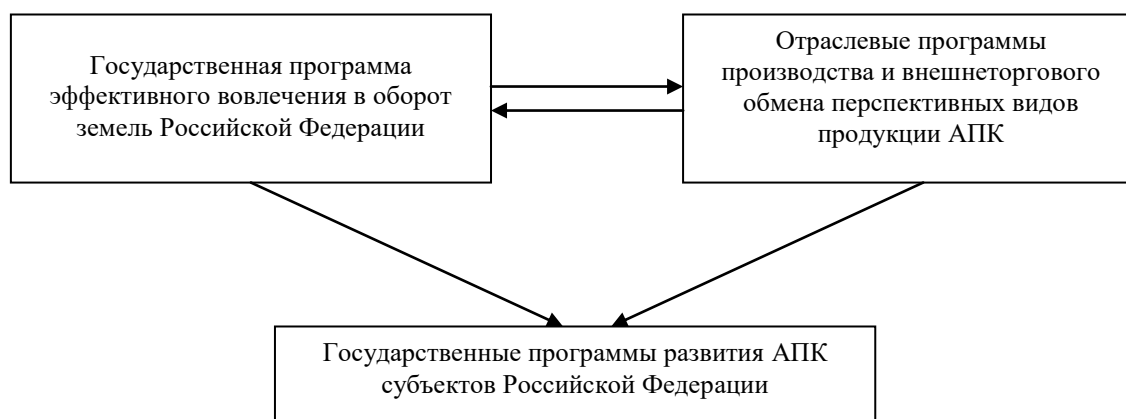 Государственная программа
эффективного вовлечения в оборот
земель Российской Федерации
Отраслевые программы
производства и внешнеторгового
обмена перспективных видов
продукции АПК
Государственные программы развития АПК
субъектов Российской Федерации